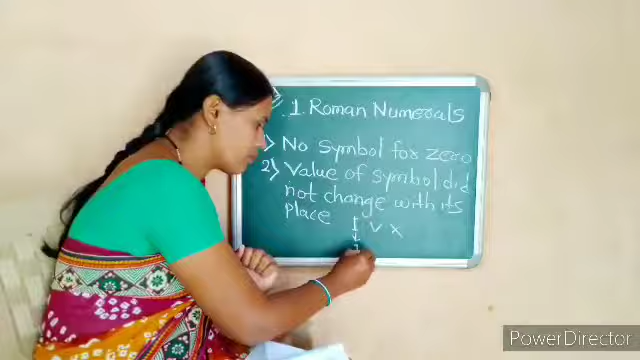 1. Roman Numerals
1) No Symbol for zero
2) Value of symbol did
not change with its
place I V X
PowerDirector